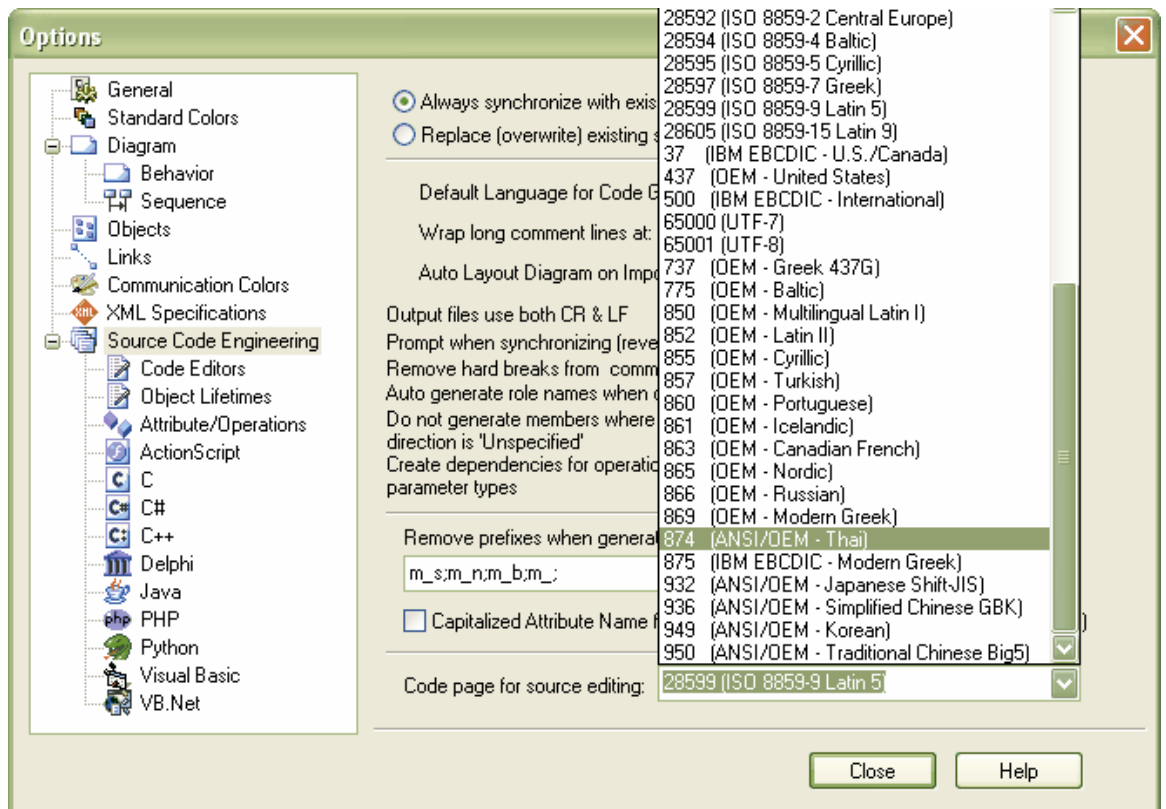 Options
General
Standard Colors
Diagram
Behavior
Sequence
Objects
Links
Communication Colors
XML Specifications
Source Code Engineering
Code Editors
Object Lifetimes
Attribute/Operations
ActionScript
C
C#
C++
Delphi
Java
PHP
Python
Visual Basic
VB.Net
Always synchronize with exis
Replace (overwrite) existing
Default Language for Code G
Wrap long comment lines at:
Auto Layout Diagram on Impo
Output files use both CR & LF
Prompt when synchronizing (reve
Remove hard breaks from comm
Auto generate role names when
Do not generate members where
direction is 'Unspecified'
Create dependencies for operatio
parameter types
Remove prefixes when generat
m_s;m_n;m_b;m_;
Capitalized Attribute Name
)
Code page for source editing:
28599 (ISO 8859-9 Latin 5)
28592 (ISO 8859-2 Central Europe)
28594 (ISO 8859-4 Baltic)
28595 (ISO 8859-5 Cyrillic)
28597 (ISO 8859-7 Greek)
28599 (ISO 8859-9 Latin 5)
28605 (ISO 8859-15 Latin 9)
37 (IBM EBCDIC - U.S./Canada)
437 (OEM - United States)
500 (IBM EBCDIC - International)
65000 (UTF-7)
65001 (UTF-8)
737 (OEM - Greek 437G)
775 (OEM - Baltic)
850 (OEM - Multilingual Latin I)
852 (OEM - Latin II)
855 (OEM - Cyrillic)
857 (OEM - Turkish)
860 (OEM - Portuguese)
861 (OEM - Icelandic)
863 (OEM - Canadian French)
865 (OEM - Nordic)
866 (OEM - Russian)
869 (OEM - Modern Greek)
874 (ANSI/OEM - Thai)
875 (IBM EBCDIC - Modern Greek)
932 (ANSI/OEM - Japanese Shift-JIS)
936 (ANSI/OEM - Simplified Chinese GBK)
949 (ANSI/OEM - Korean)
950 (ANSI/OEM - Traditional Chinese Big5)
Close
Help